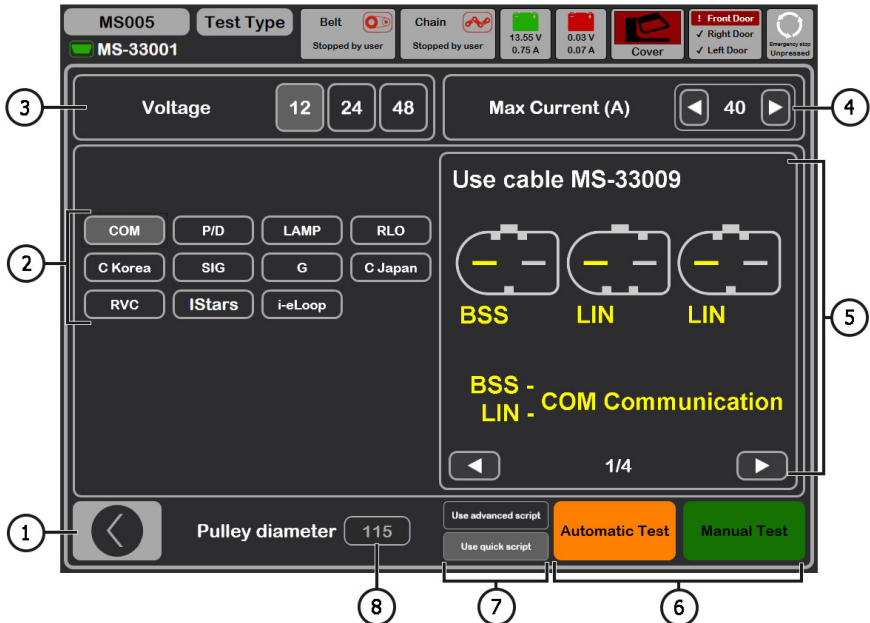 MS005
Test Type
MS-33001
Belt
Stopped by user
Chain
Stopped by user
13.55 V
0.75 A
0.03 V
0.07 A
Cover
! Front Door
✓ Right Door
✓ Left Door
Emergency stop
Unpressed
3
Voltage
12
24
48
Max Current (A)
40
4
2
COM
P/D
LAMP
RLO
C Korea
SIG
G
C Japan
RVC
IStars
i-eLoop
Use cable MS-33009
BSS
LIN
LIN
BSS -
LIN - COM Communication
1/4
5
1
Pulley diameter
115
Use advanced script
Use quick script
Automatic Test
Manual Test
8
7
6